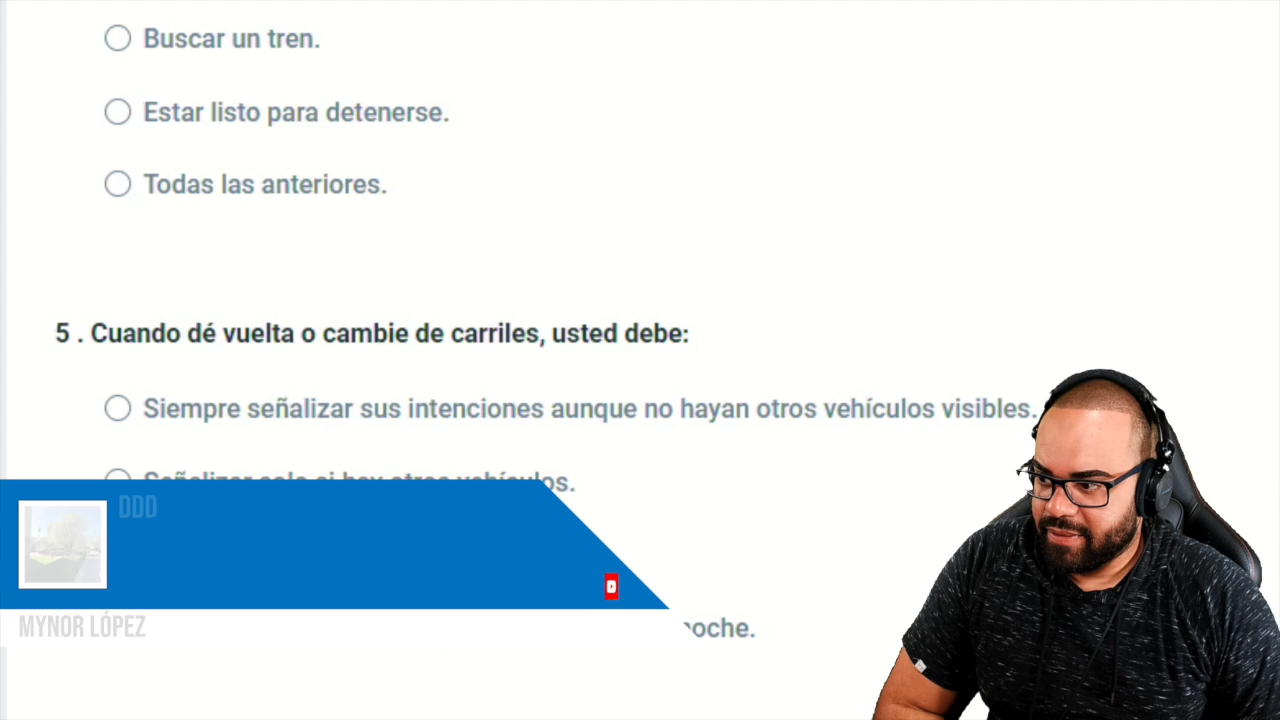 Buscar un tren.
Estar listo para detenerse.
Todas las anteriores.
5 . Cuando dé vuelta o cambie de carriles, usted debe:
Siempre señalizar sus intenciones aunque no hayan otros vehículos visibles.
Señalizar solo si hay otros vehículos.
DDD
MYNOR LÓPEZ
noche.